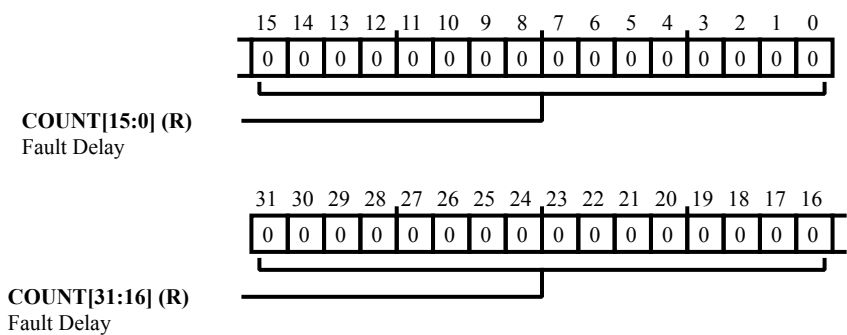 15 14 13 12 11 10 9 8 7 6 5 4 3 2 1 0
0 0 0 0 0 0 0 0 0 0 0 0 0 0 0 0
COUNT[15:0] (R)
Fault Delay
31 30 29 28 27 26 25 24 23 22 21 20 19 18 17 16
0 0 0 0 0 0 0 0 0 0 0 0 0 0 0 0
COUNT[31:16] (R)
Fault Delay